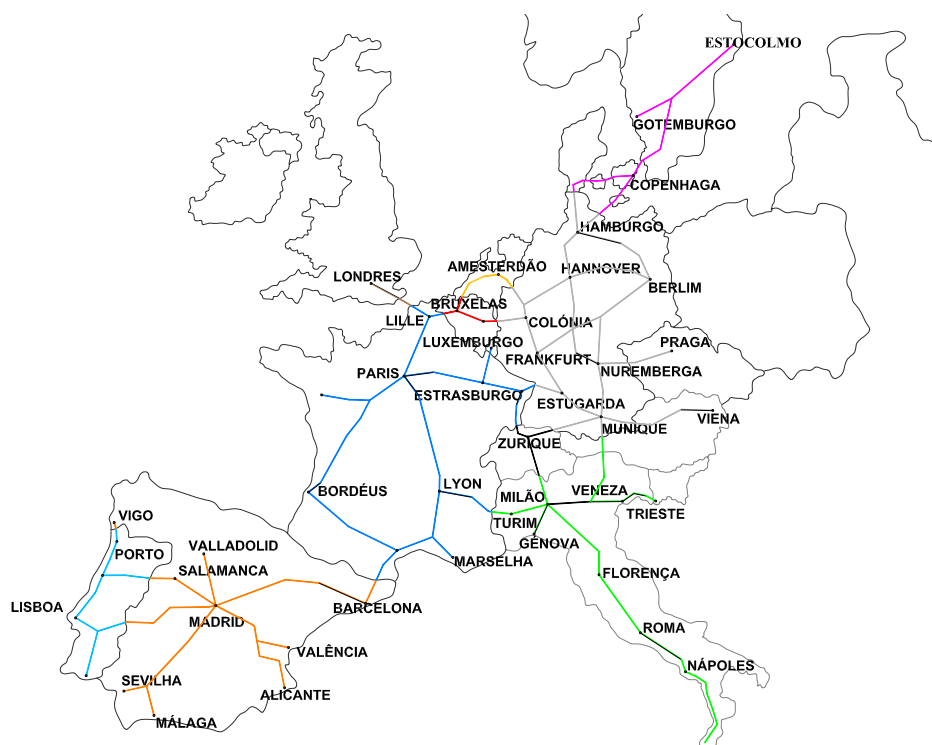 ESTOCOLMO
GOTEMBURGO
COPENHAGA
HAMBURGO
AMESTERDÃO
HANNOVER
LONDRES
BERLIM
BRUXELAS
LILLE
COLÓNIA
LUXEMBURGO
PRAGA
FRANKFURT
PARIS
NUREMBERGA
ESTRASBURGO
ESTUGARDA
VIENA
MUNIQUE
ZURIQUE
LYON
BORDÉUS
MILÃO
VENEZA
TRIESTE
VIGO
TURIM
GÉNOVA
PORTO
VALLADOLID
MARSELHA
SALAMANCA
FLORENÇA
LISBOA
BARCELONA
MADRID
ROMA
VALÊNCIA
NÁPOLES
SEVILHA
ALICANTE
MÁLAGA